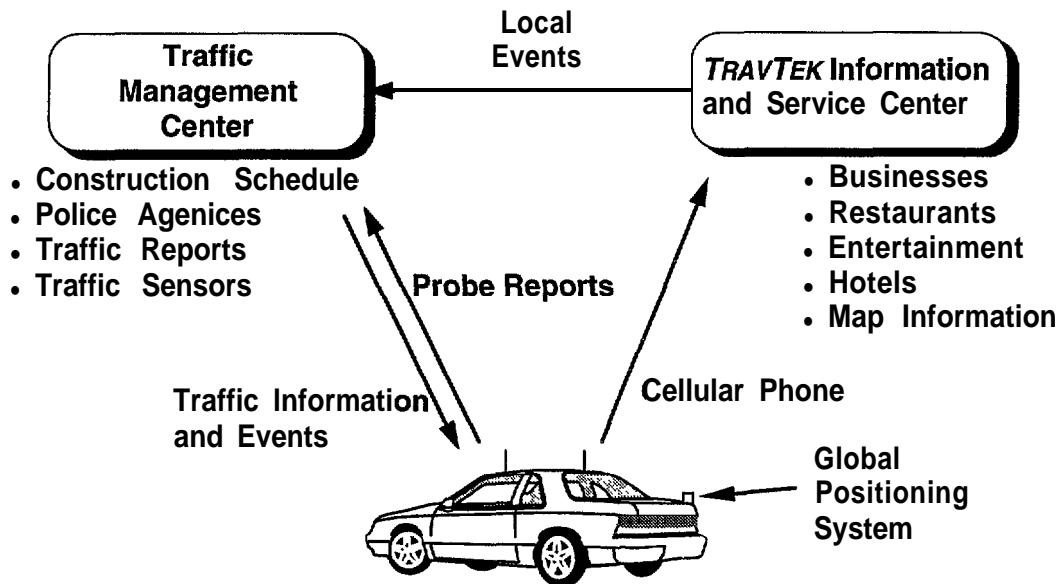 Local
Events
Traffic
Management
Center
TRAVTEK Information
and Service Center
• Construction Schedule
• Police Agenices
• Traffic Reports
• Traffic Sensors
• Businesses
• Restaurants
• Entertainment
• Hotels
• Map Information
Probe Reports
Traffic Information
and Events
Cellular Phone
Global
Positioning
System